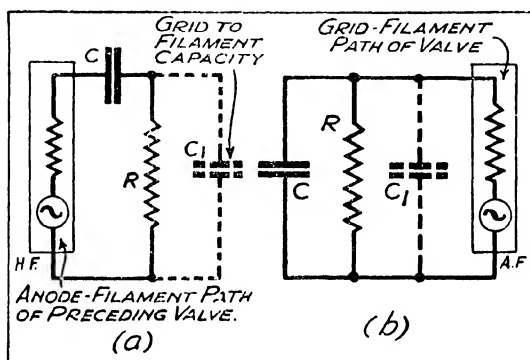 GRID TO
FILAMENT
CAPACITY
C
R
C1
H.F.
ANODE-FILAMENT PATH
OF PRECEDING VALVE.
(a)
GRID-FILAMENT
PATH OF VALVE
R
C
C1
A.F
(b)